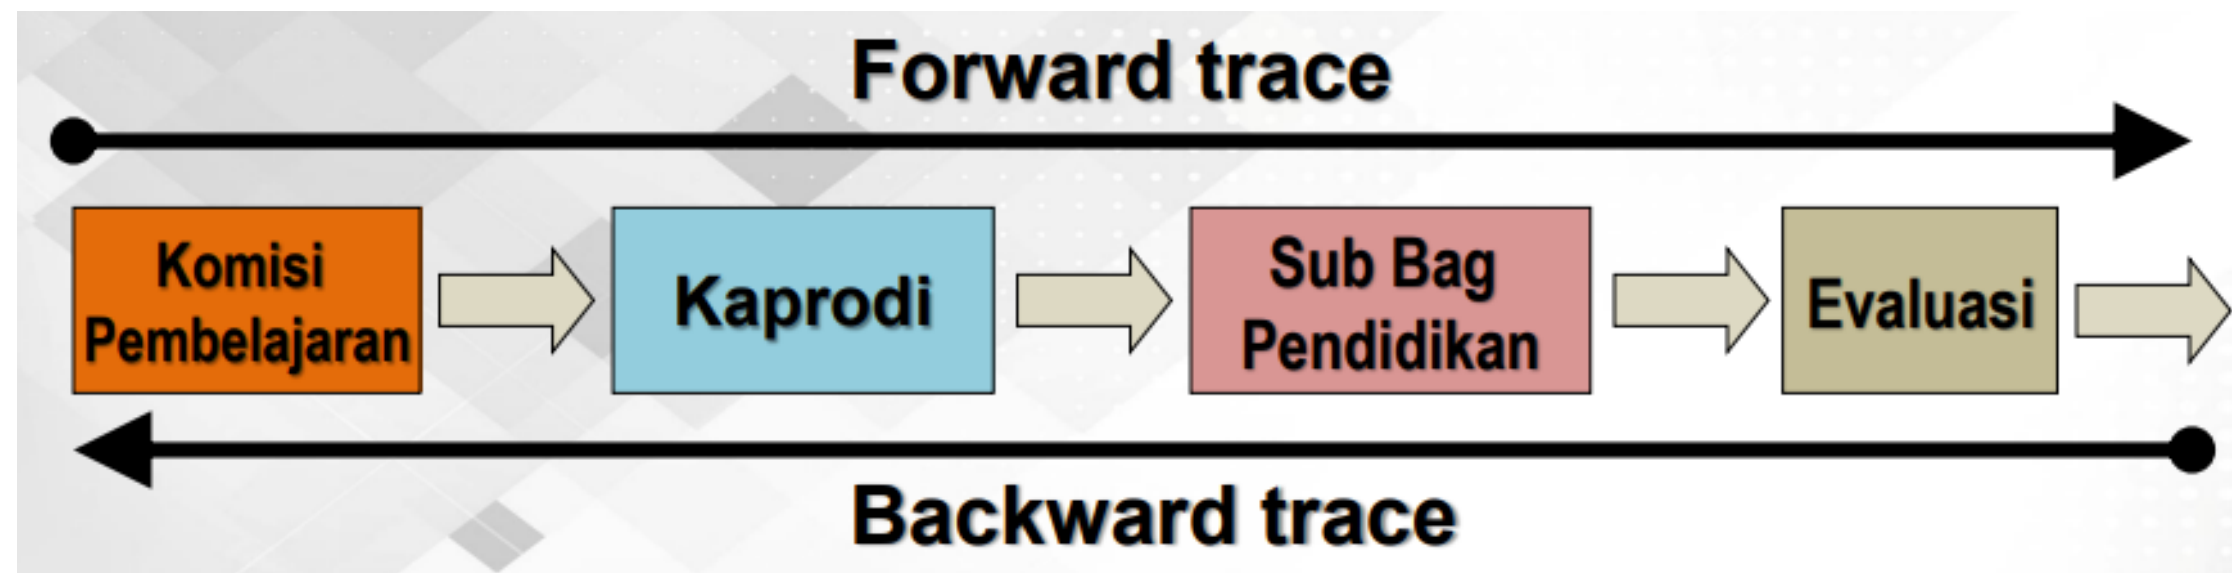 Forward trace
Komisi
Pembelajaran
Kaprodi
Sub Bag
Pendidikan
Evaluasi
Backward trace